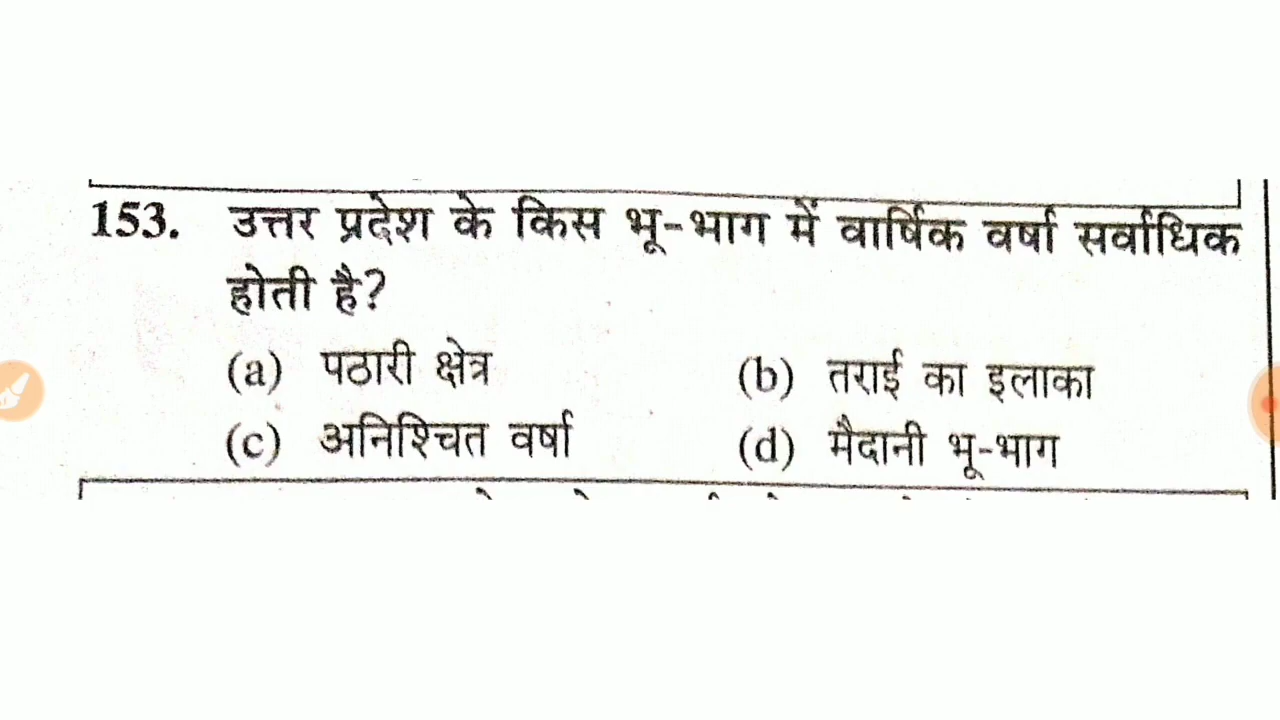 153. उत्तर प्रदेश के किस भू-भाग में वार्षिक वर्षा सर्वाधिक
होती है?
(a) पठारी क्षेत्र (b) तराई का इलाका
(c) अनिश्चित वर्षा (d) मैदानी भू-भाग